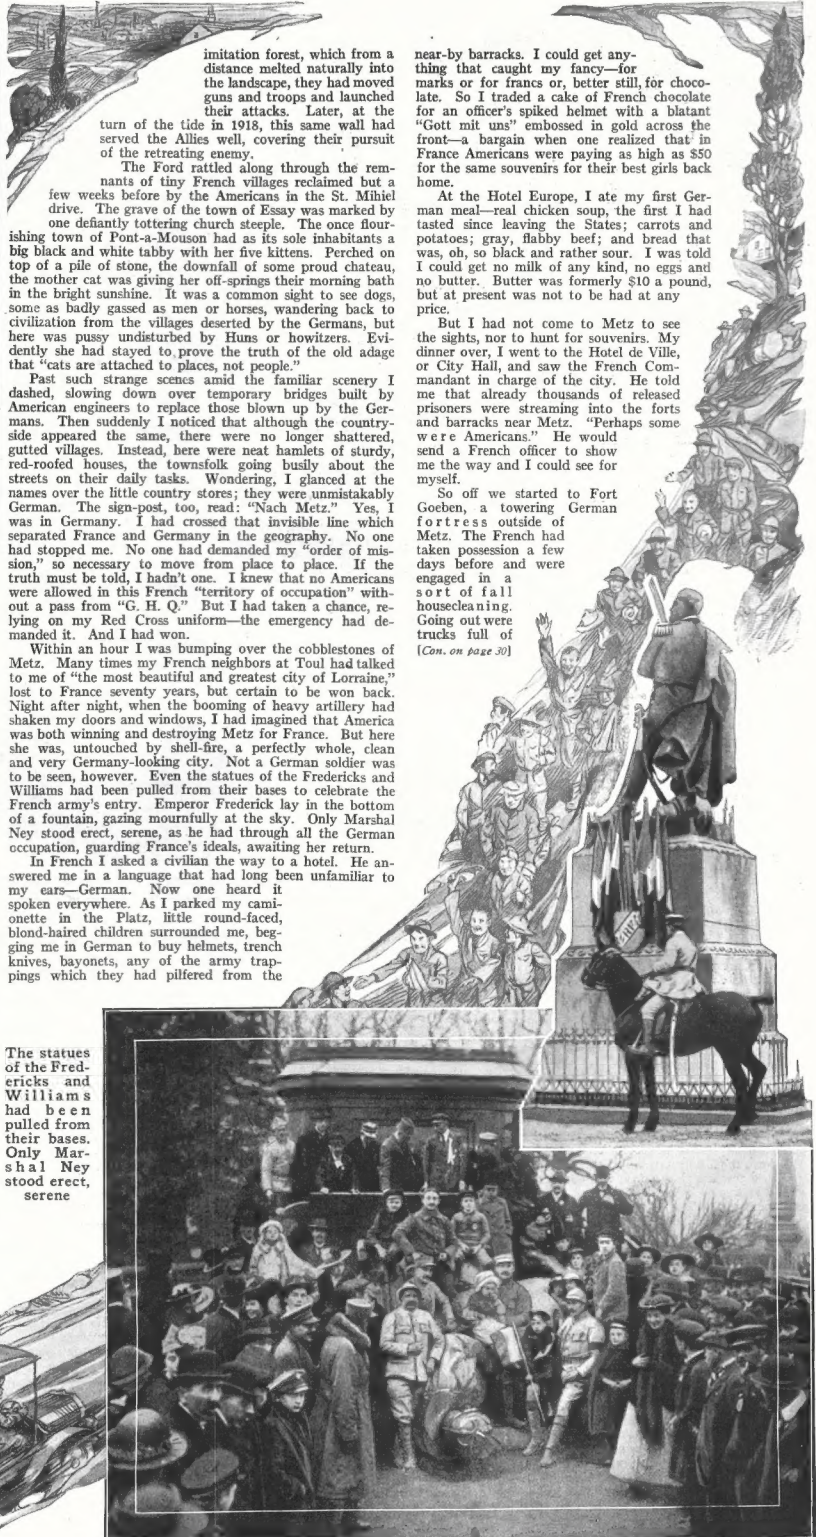 imitation forest, which from a
distance melted naturally into
the landscape, they had moved
guns and troops and launched
their attacks. Later, at the
turn of the tide in 1918, this same wall had
served the Allies well, covering their pursuit
of the retreating enemy.
The Ford rattled along through the rem-
nants of tiny French villages reclaimed but a
few weeks before by the Americans in the St. Mihiel
drive. The grave of the town of Essay was marked by
one defiantly tottering church steeple. The once flour-
ishing town of Pont-a-Mouson had as its sole inhabitants a
big black and white tabby with her five kittens. Perched on
top of a pile of stone, the downfall of some proud chateau,
the mother cat was giving her off-springs their morning bath
in the bright sunshine. It was a common sight to see dogs,
some as badly gassed as men or horses, wandering back to
civilization from the villages deserted by the Germans, but
here was pussy undisturbed by Huns or howitzers. Evi-
dently she had stayed to prove the truth of the old adage
that “cats are attached to places, not people.”
Past such strange scenes amid the familiar scenery I
dashed, slowing down over temporary bridges built by
American engineers to replace those blown up by the Ger-
mans. Then suddenly I noticed that although the country-
side appeared the same, there were no longer shattered,
gutted villages. Instead, here were neat hamlets of sturdy,
red-roofed houses, the townsfolk going busily about the
streets on their daily tasks. Wondering, I glanced at the
names over the little country stores; they were unmistakably
German. The sign-post, too, read: “Nach Metz.” Yes, I
was in Germany. I had crossed that invisible line which
separated France and Germany in the geography. No one
had stopped me. No one had demanded my “order of mis-
sion,” so necessary to move from place to place. If the
truth must be told, I hadn't one. I knew that no Americans
were allowed in this French “territory of occupation” with-
out a pass from “G. H. Q.” But I had taken a chance, re-
lying on my Red Cross uniform—the emergency had de-
manded it. And I had won.
Within an hour I was bumping over the cobblestones of
Metz. Many times my French neighbors at Toul had talked
to me of “the most beautiful and greatest city of Lorraine,”
lost to France seventy years, but certain to be won back.
Night after night, when the booming of heavy artillery had
shaken my doors and windows, I had imagined that America
was both winning and destroying Metz for France. But here
she was, untouched by shell-fire, a perfectly whole, clean
and very Germany-looking city. Not a German soldier was
to be seen, however. Even the statues of the Fredericks and
Williams had been pulled from their bases to celebrate the
French army's entry. Emperor Frederick lay in the bottom
of a fountain, gazing mournfully at the sky. Only Marshal
Ney stood erect, serene, as he had through all the German
occupation, guarding France's ideals, awaiting her return.
In French I asked a civilian the way to a hotel. He an-
swered me in a language that had long been unfamiliar to
my ears—German. Now one heard it
spoken everywhere. As I parked my cami-
onette in the Platz, little round-faced,
blond-haired children surrounded me, beg-
ging me in German to buy helmets, trench
knives, bayonets, any of the army trap-
pings which they had pilfered from the
near-by barracks. I could get any-
thing that caught my fancy—for
marks or for francs or, better still, for choco-
late. So I traded a cake of French chocolate
for an officer's spiked helmet with a blatant
“Gott mit uns” embossed in gold across the
front—a bargain when one realized that in
France Americans were paying as high as $50
for the same souvenirs for their best girls back
home.
At the Hotel Europe, I ate my first Ger-
man meal—real chicken soup, the first I had
tasted since leaving the States; carrots and
potatoes; gray, flabby beef; and bread that
was, oh, so black and rather sour. I was told
I could get no milk of any kind, no eggs and
no butter. Butter was formerly $10 a pound,
but at present was not to be had at any
price.
But I had not come to Metz to see
the sights, nor to hunt for souvenirs. My
dinner over, I went to the Hotel de Ville,
or City Hall, and saw the French Com-
mandant in charge of the city. He told
me that already thousands of released
prisoners were streaming into the forts
and barracks near Metz. “Perhaps some
were Americans.” He would
send a French officer to show
me the way and I could see for
myself.
So off we started to Fort
Goeben, a towering German
fortress outside of
Metz. The French had
taken possession a few
days before and were
engaged in a
sort of fall
housecleaning.
Going out were
trucks full of
[Con. on page 30]
The statues
of the Fred-
ericks and
Williams
had been
pulled from
their bases.
Only Mar-
shal Ney
stood erect,
serene